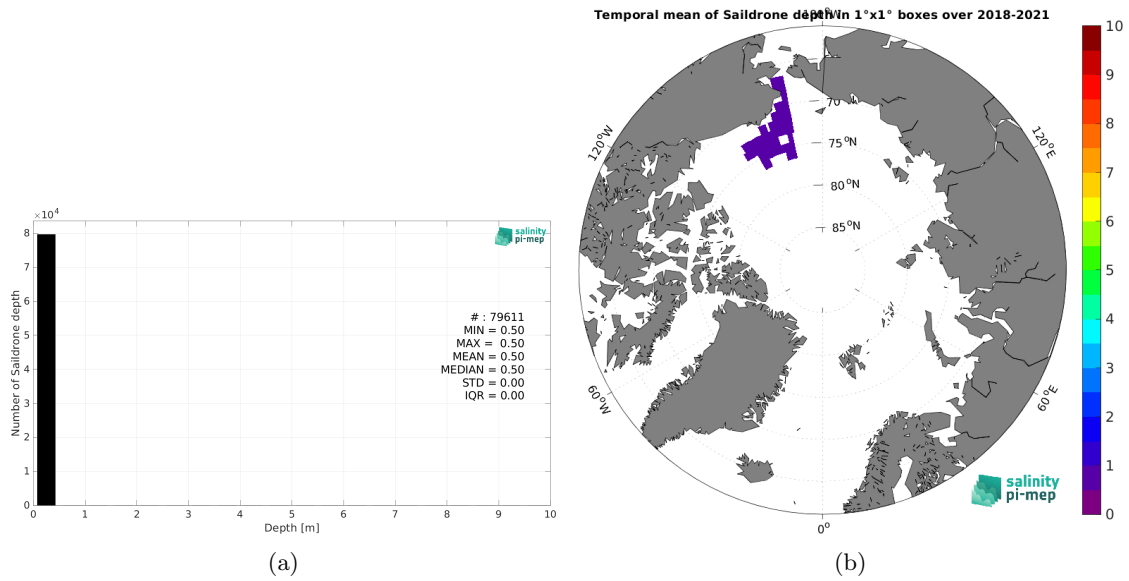 ×10⁴
8
7
6
5
4
3
2
1
0
Number of Saildrone depth
0 1 2 3 4 5 6 7 8 9 10
Depth [m]
salinity
pi-mep
# : 79611
MIN = 0.50
MAX = 0.50
MEAN = 0.50
MEDIAN = 0.50
STD = 0.00
IQR = 0.00
(a)
Temporal mean of Saildrone depth in 1°x1° boxes over 2018-2021
180°W
120°W
120°E
70°N
75°N
80°N
85°N
60°W
60°E
0°
salinity
pi-mep
10
9
8
7
6
5
4
3
2
1
0
(b)